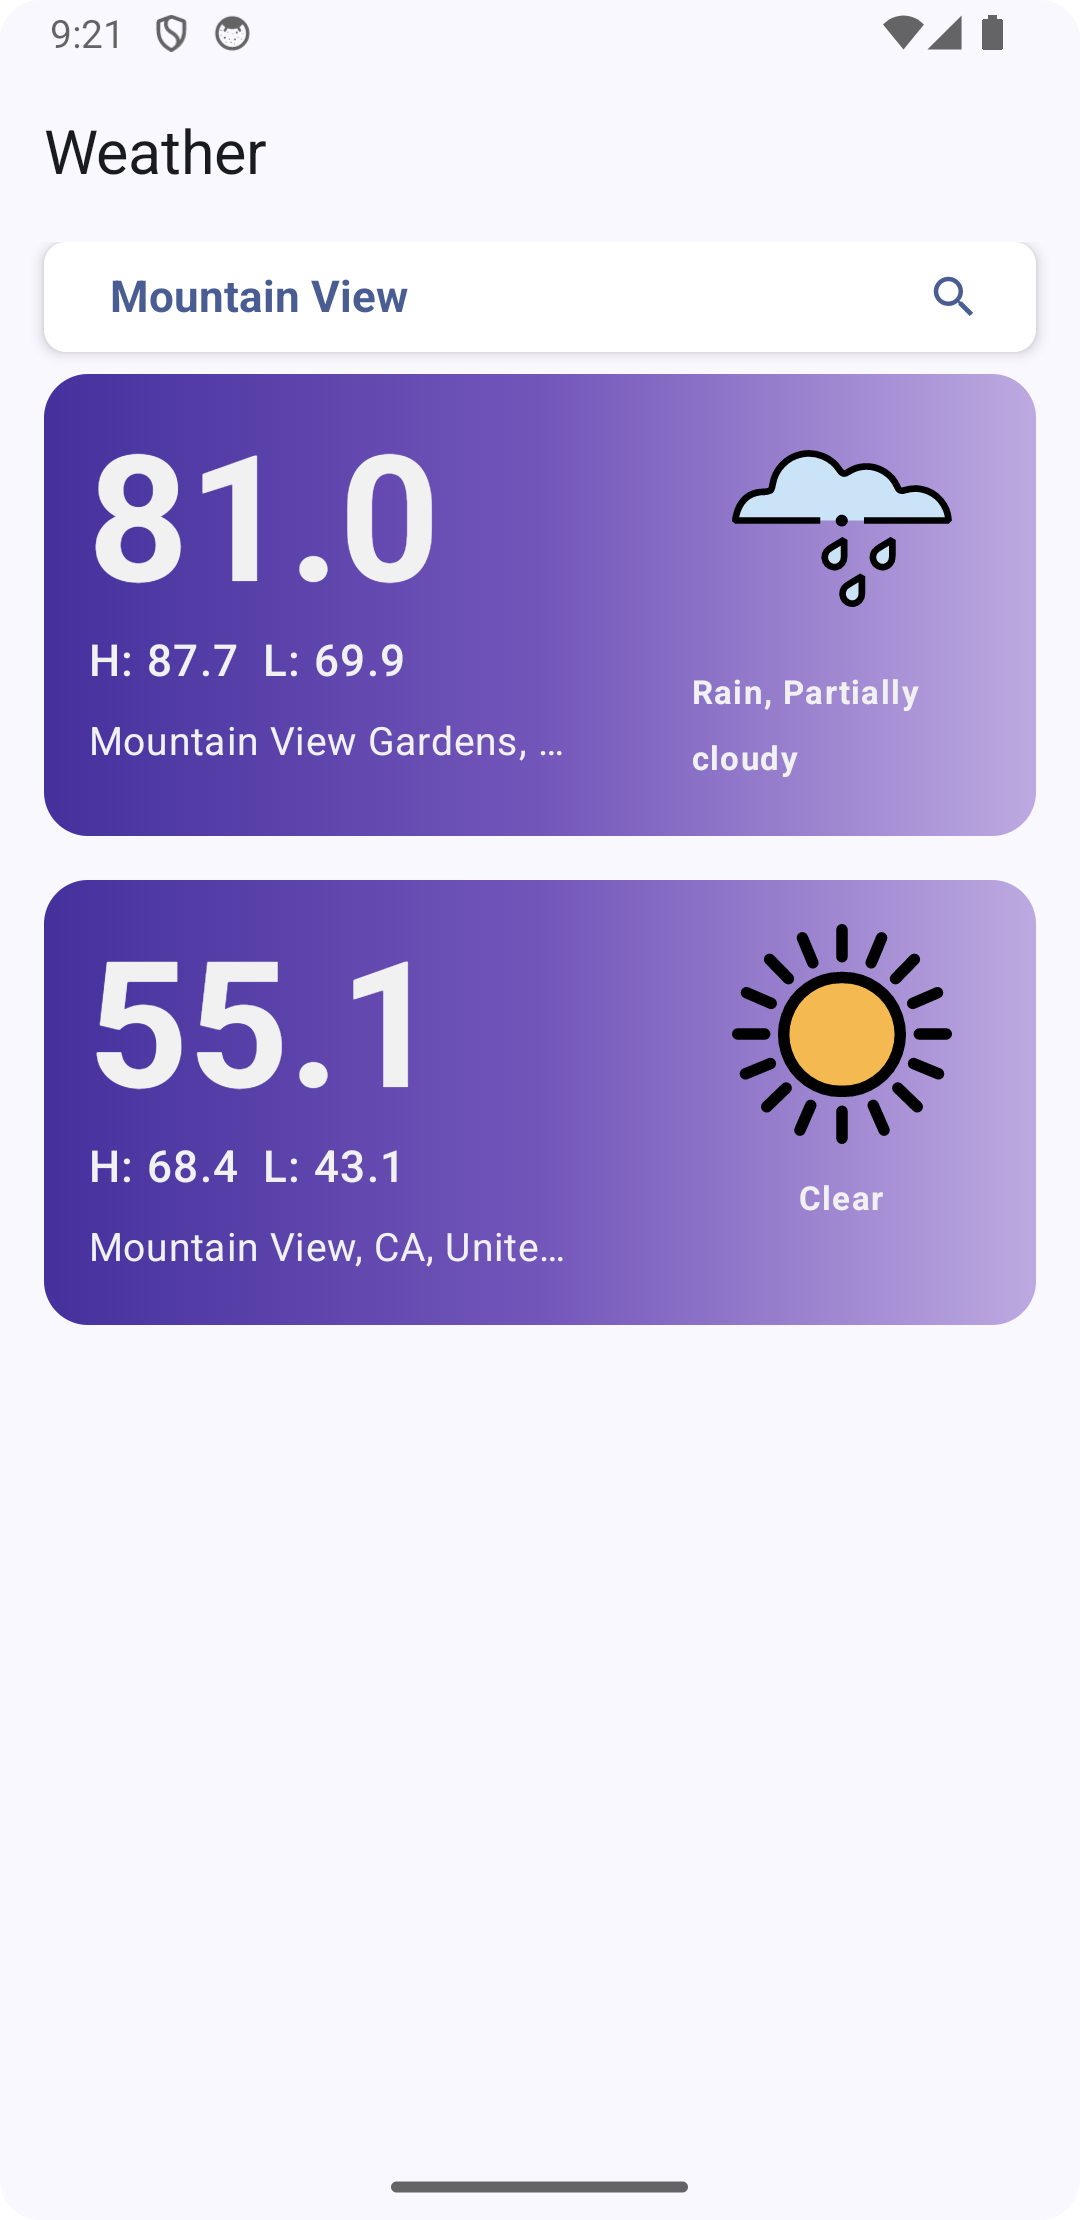 9:21
Weather
Mountain View
81.0
H: 87.7 L: 69.9
Mountain View Gardens, …
Rain, Partially
cloudy
55.1
H: 68.4 L: 43.1
Mountain View, CA, Unite…
Clear